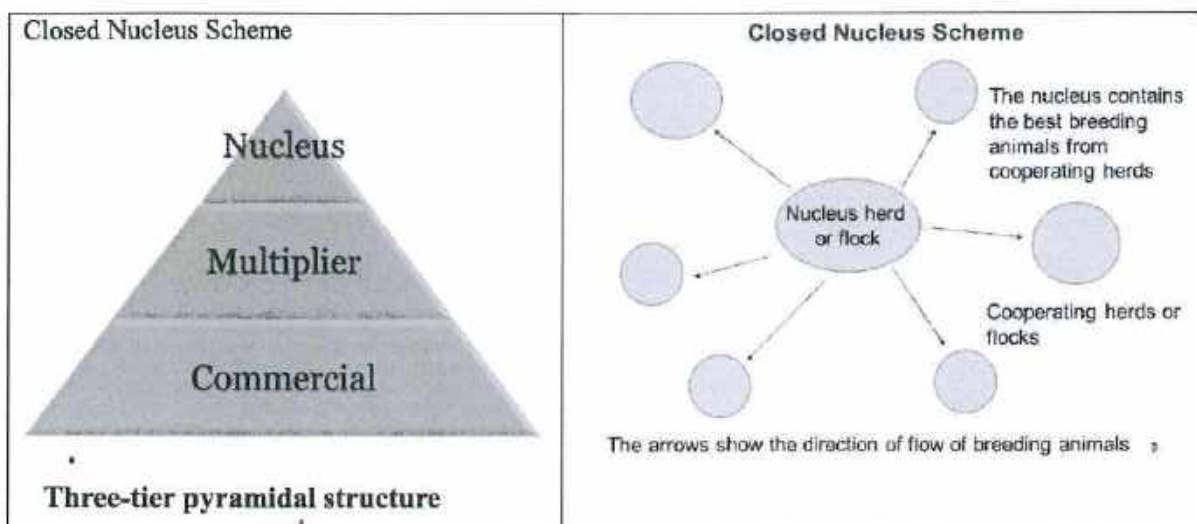 Closed Nucleus Scheme
Nucleus
Multiplier
Commercial
Three-tier pyramidal structure
Closed Nucleus Scheme
The nucleus contains
the best breeding
animals from
cooperating herds
Nucleus herd
or flock
Cooperating herds or
flocks
The arrows show the direction of flow of breeding animals